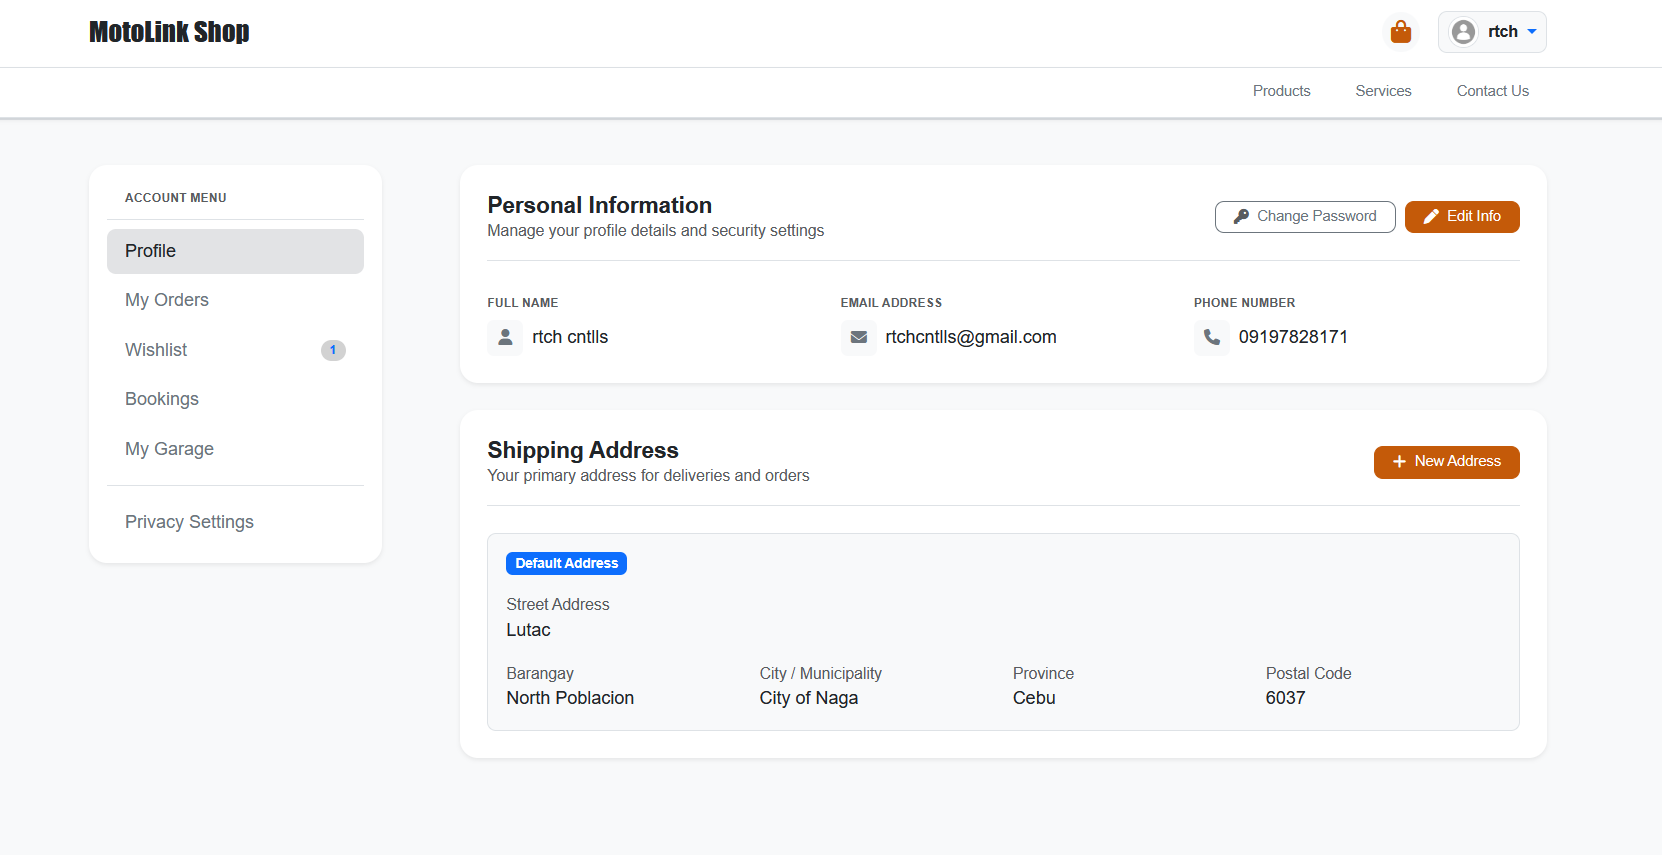 MotoLink Shop
rtch
Products Services Contact Us
ACCOUNT MENU
Profile
My Orders
Wishlist 1
Bookings
My Garage
Privacy Settings
Personal Information
Manage your profile details and security settings
Change Password Edit Info
FULL NAME EMAIL ADDRESS PHONE NUMBER
rtch cntlls rtchcntlls@gmail.com 09197828171
Shipping Address
Your primary address for deliveries and orders
New Address
Default Address
Street Address
Lutac
Barangay City / Municipality Province Postal Code
North Poblacion City of Naga Cebu 6037